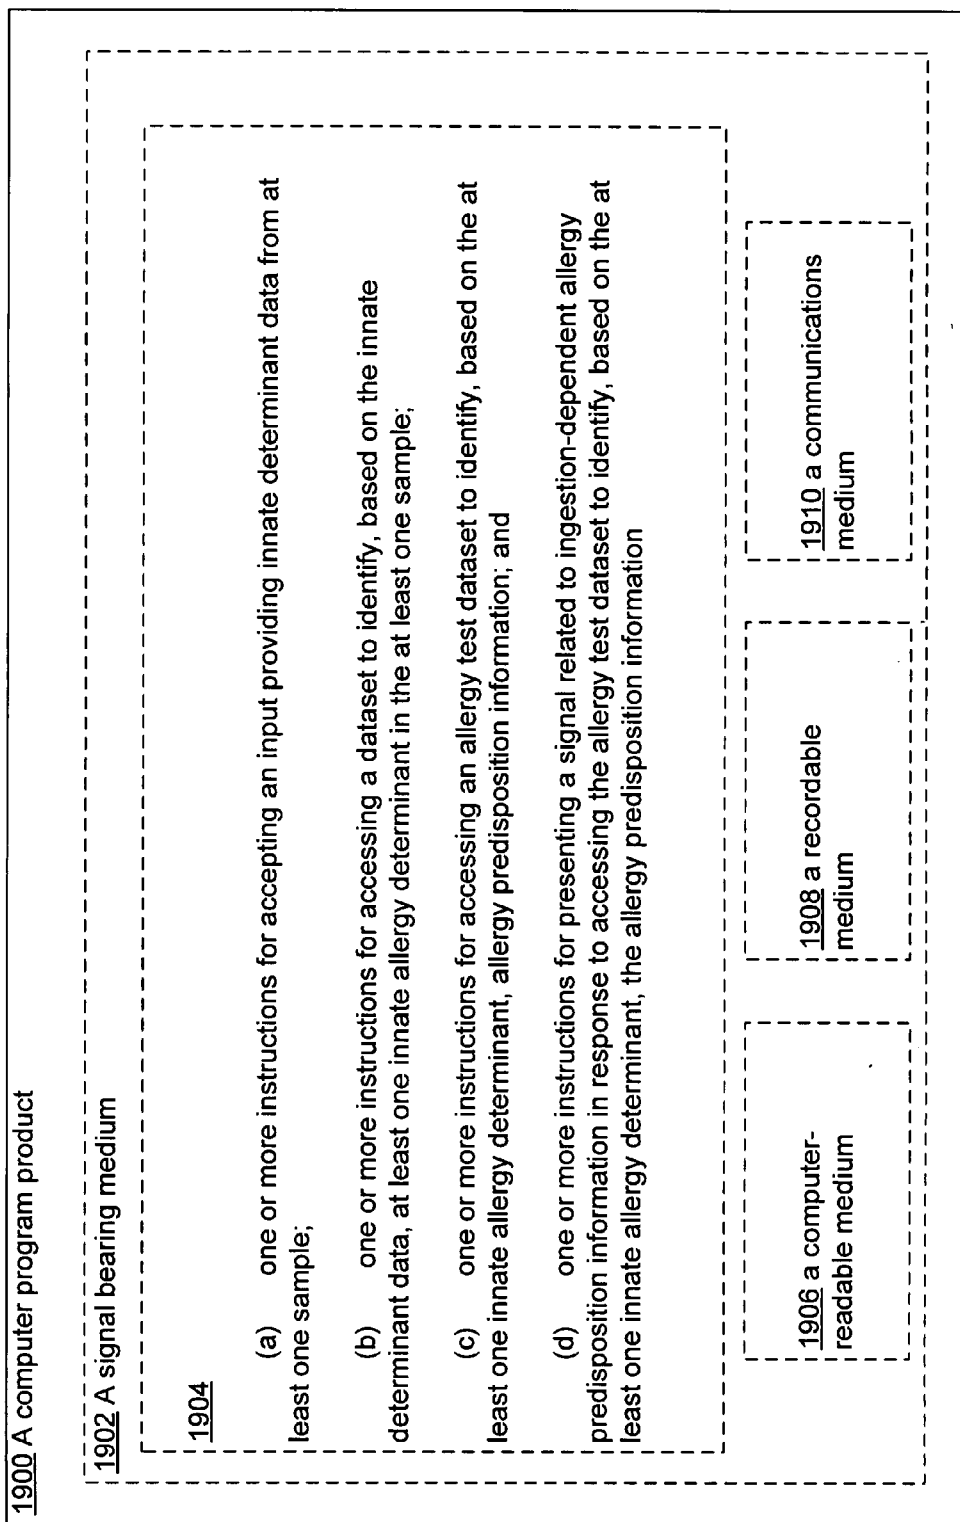 1900 A computer program product
1902 A signal bearing medium
1904
(a) one or more instructions for accepting an input providing innate determinant data from at
least one sample;
(b) one or more instructions for accessing a dataset to identify, based on the innate
determinant data, at least one innate allergy determinant in the at least one sample;
(c) one or more instructions for accessing an allergy test dataset to identify, based on the at
least one innate allergy determinant, allergy predisposition information; and
(d) one or more instructions for presenting a signal related to ingestion-dependent allergy
predisposition information in response to accessing the allergy test dataset to identify, based on the at
least one innate allergy determinant, the allergy predisposition information
1906 a computer-
readable medium
1908 a recordable
medium
1910 a communications
medium